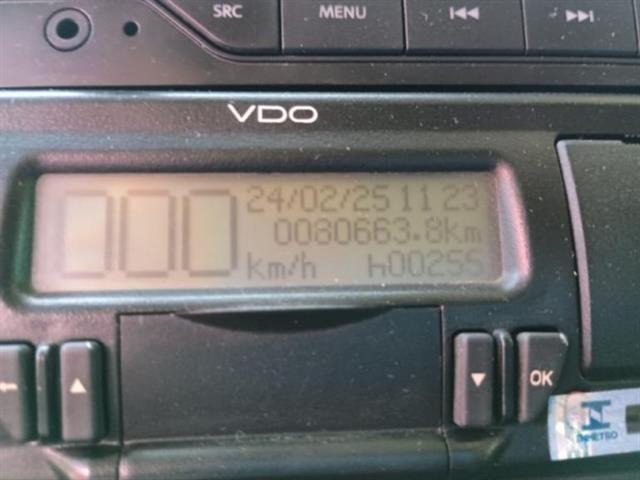 SRC MENU
VDO
000 24/02/25 11 23
0080663.8km
km/h h00255
OK
INMETRO